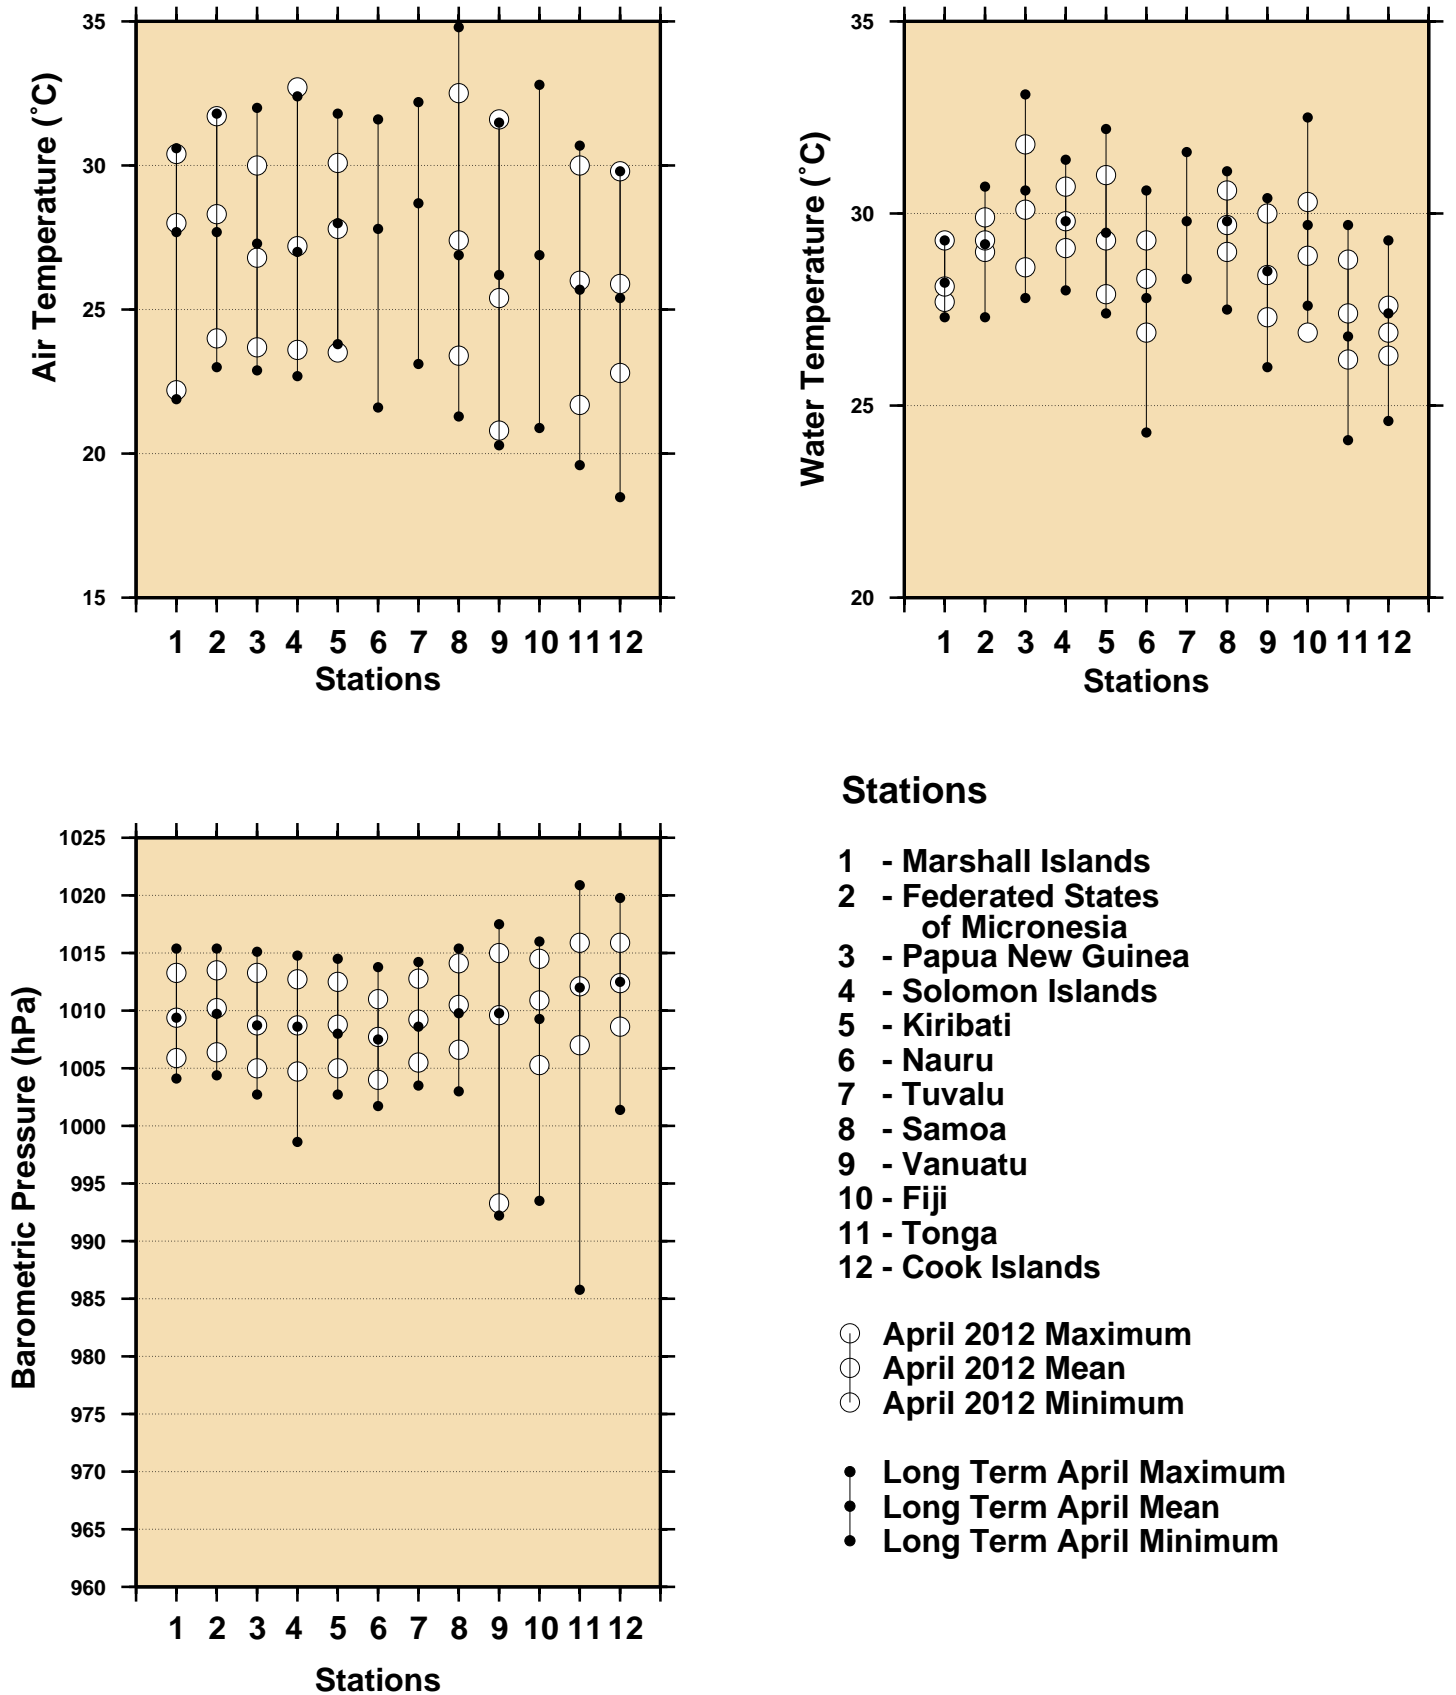 35
30
25
20
15
Air Temperature (˚C)
1 2 3 4 5 6 7 8 9 10 11 12
Stations
35
30
25
20
Water Temperature (˚C)
1 2 3 4 5 6 7 8 9 10 11 12
Stations
1025
1020
1015
1010
1005
1000
995
990
985
980
975
970
965
960
Barometric Pressure (hPa)
1 2 3 4 5 6 7 8 9 10 11 12
Stations
Stations
1 - Marshall Islands
2 - Federated States
of Micronesia
3 - Papua New Guinea
4 - Solomon Islands
5 - Kiribati
6 - Nauru
7 - Tuvalu
8 - Samoa
9 - Vanuatu
10 - Fiji
11 - Tonga
12 - Cook Islands
April 2012 Maximum
April 2012 Mean
April 2012 Minimum
Long Term April Maximum
Long Term April Mean
Long Term April Minimum